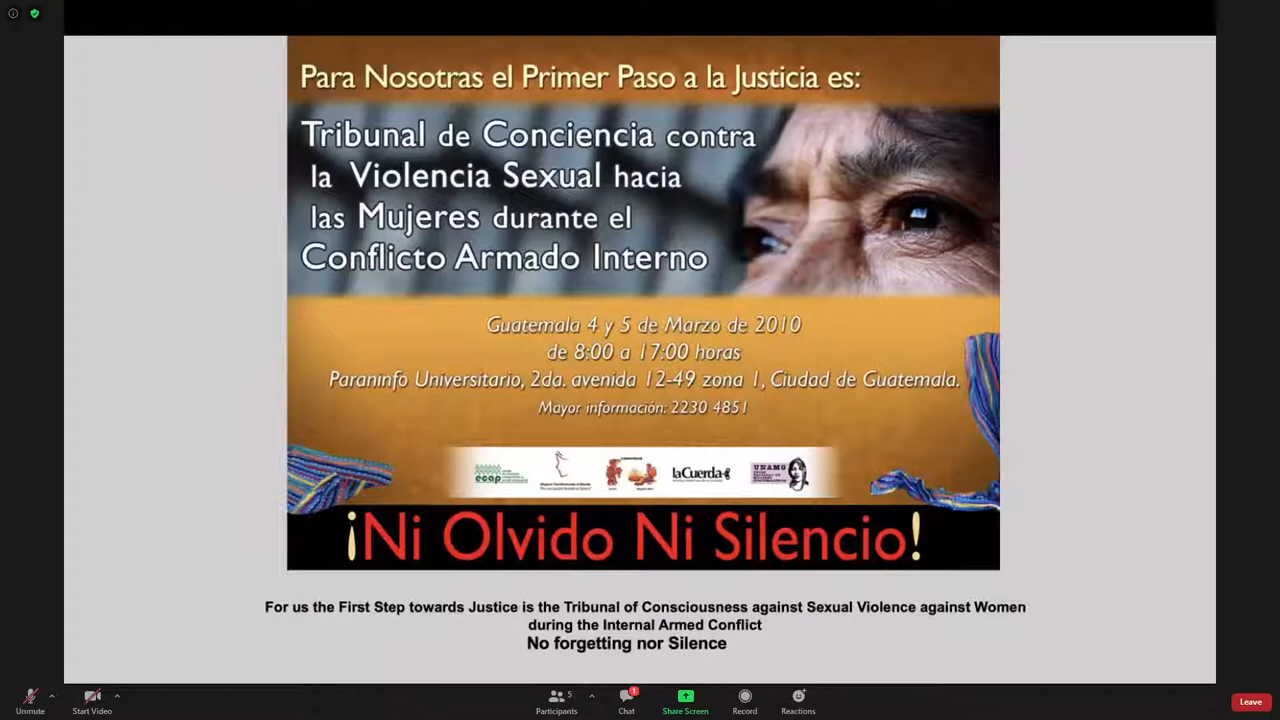 Para Nosotras el Primer Paso a la Justicia es:
Tribunal de Conciencia contra
la Violencia Sexual hacia
las Mujeres durante el
Conflicto Armado Interno
Guatemala 4 y 5 de Marzo de 2010
de 8:00 a 17:00 horas
Paraninfo Universitario, 2da. avenida 12-49 zona 1, Ciudad de Guatemala.
Mayor información: 2230 4851
ecap
laCuerda
UNAMG
¡Ni Olvido Ni Silencio!
For us the First Step towards Justice is the Tribunal of Consciousness against Sexual Violence against Women
during the Internal Armed Conflict
No forgetting nor Silence
Unmute
Start Video
Participants
5
Chat
1
Share Screen
Record
Reactions
Leave